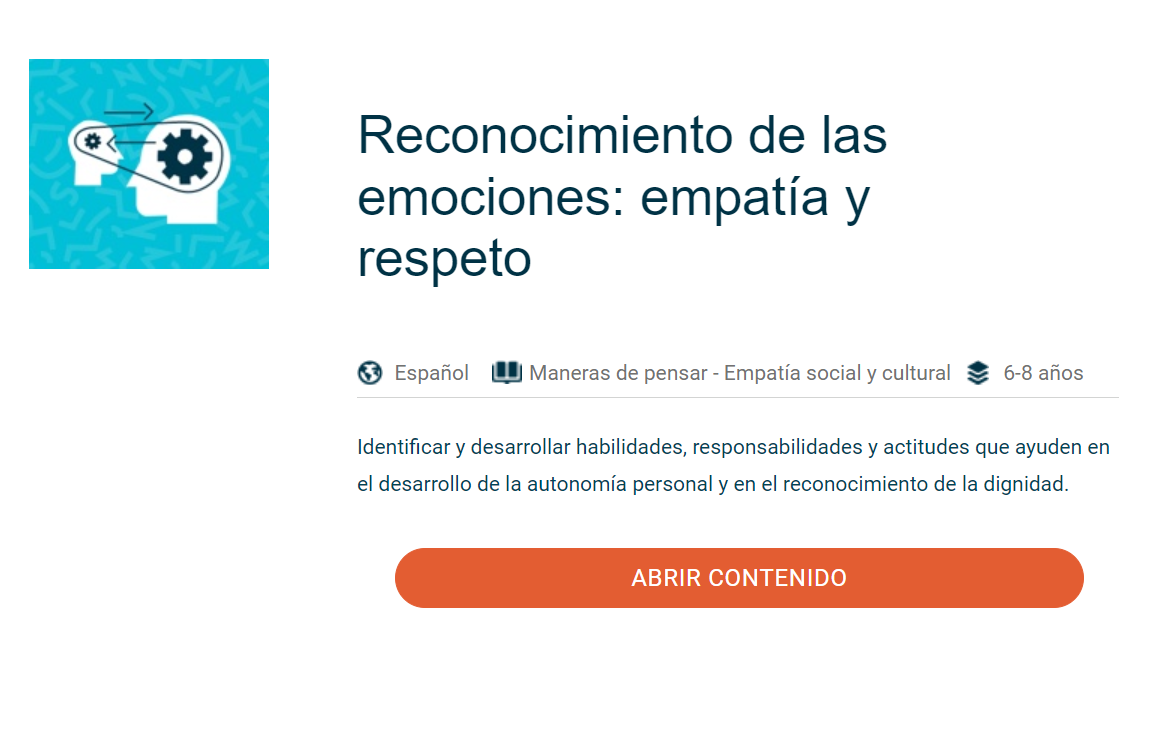 Reconocimiento de las
emociones: empatía y
respeto
Español Maneras de pensar - Empatía social y cultural 6-8 años
Identificar y desarrollar habilidades, responsabilidades y actitudes que ayuden en
el desarrollo de la autonomía personal y en el reconocimiento de la dignidad.
ABRIR CONTENIDO